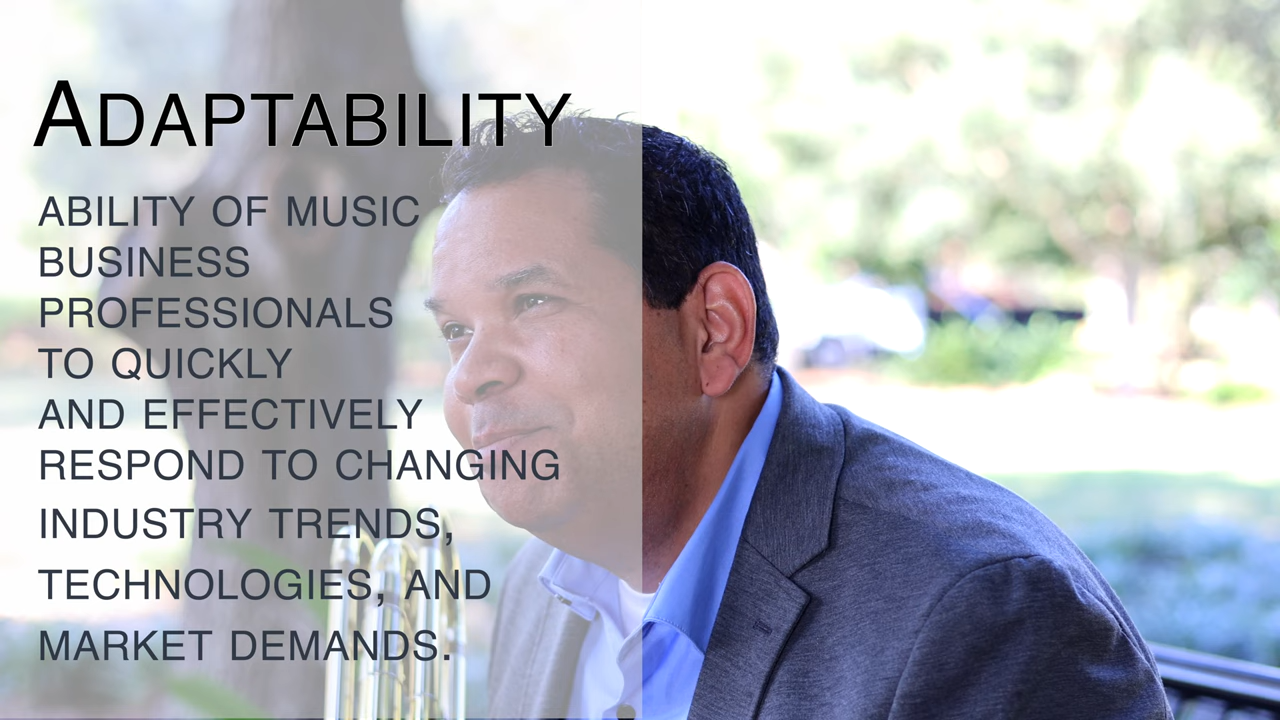 ADAPTABILITY
ABILITY OF MUSIC
BUSINESS
PROFESSIONALS
TO QUICKLY
AND EFFECTIVELY
RESPOND TO CHANGING
INDUSTRY TRENDS,
TECHNOLOGIES, AND
MARKET DEMANDS.